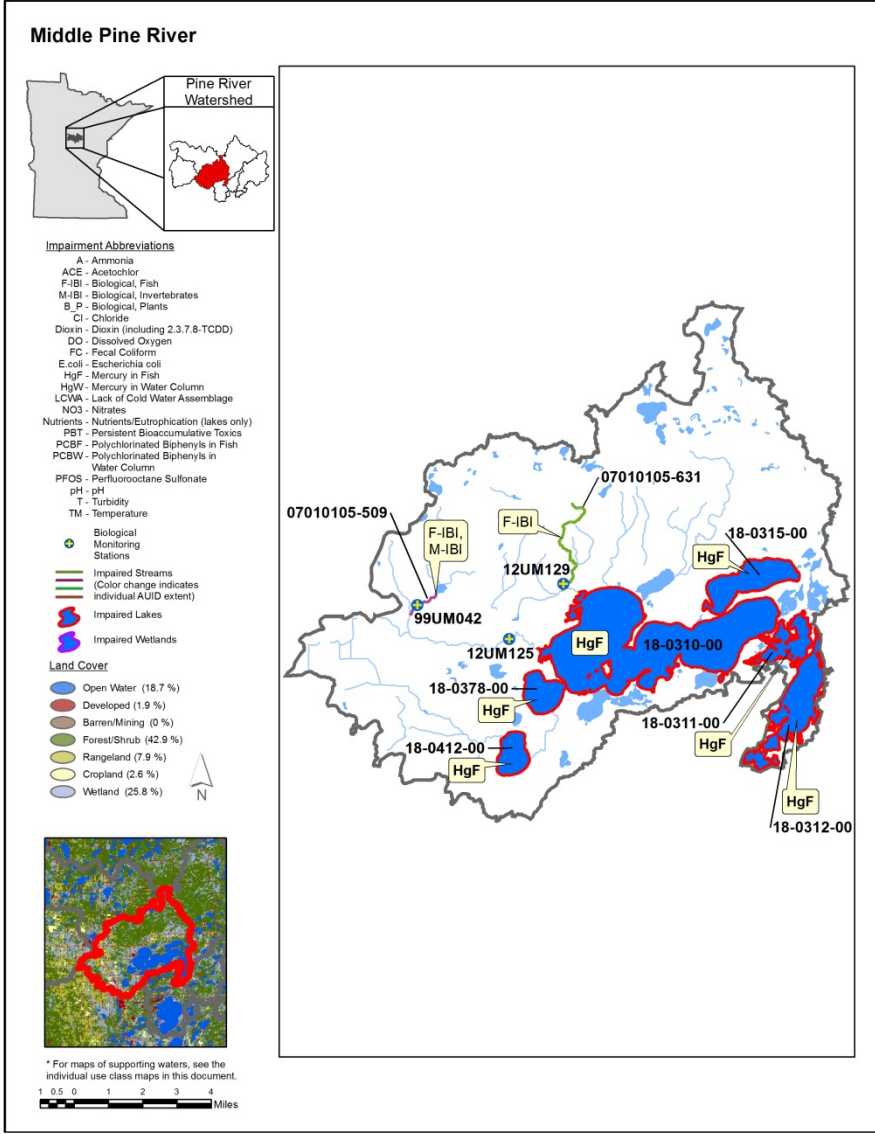 Middle Pine River
Pine River
Watershed
Impairment Abbreviations
A - Ammonia
ACE - Acetochlor
F-IBI - Biological, Fish
M-IBI - Biological, Invertebrates
B_P - Biological, Plants
Cl - Chloride
Dioxin - Dioxin (including 2.3.7.8-TCDD)
DO - Dissolved Oxygen
FC - Fecal Coliform
E.coli - Escherichia coli
HgF - Mercury in Fish
HgW - Mercury in Water Column
LCWA - Lack of Cold Water Assemblage
NO3 - Nitrates
Nutrients - Nutrients/Eutrophication (lakes only)
PBT - Persistent Bioaccumulative Toxics
PCBF - Polychlorinated Biphenyls in Fish
PCBW - Polychlorinated Biphenyls in
Water Column
PFOS - Perfluorooctane Sulfonate
pH - pH
T - Turbidity
TM - Temperature
Biological
Monitoring
Stations
Impaired Streams
(Color change indicates
individual AUID extent)
Impaired Lakes
Impaired Wetlands
Land Cover
Open Water (18.7 %)
Developed (1.9 %)
Barren/Mining (0 %)
Forest/Shrub (42.9 %)
Rangeland (7.9 %)
Cropland (2.6 %)
Wetland (25.8 %)
N
* For maps of supporting waters, see the
individual use class maps in this document.
1 0.5 0 1 2 3 4
Miles
07010105-631
07010105-509
F-IBI,
M-IBI
F-IBI
18-0315-00
HgF
12UM129
99UM042
12UM125
HgF
18-0310-00
18-0378-00
HgF
18-0311-00
HgF
18-0412-00
HgF
HgF
18-0312-00